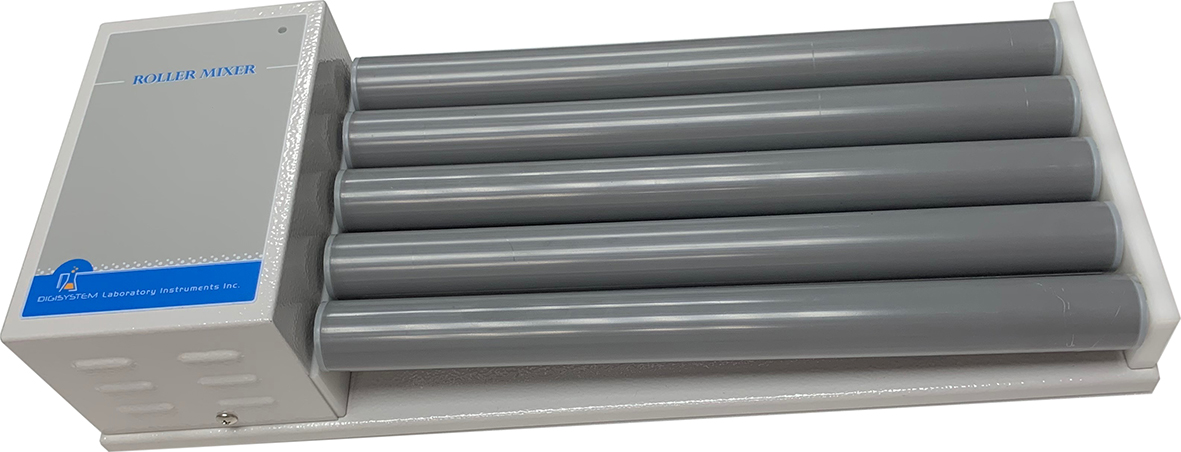 ROLLER MIXER
DIGISYSTEM Laboratory Instruments Inc.